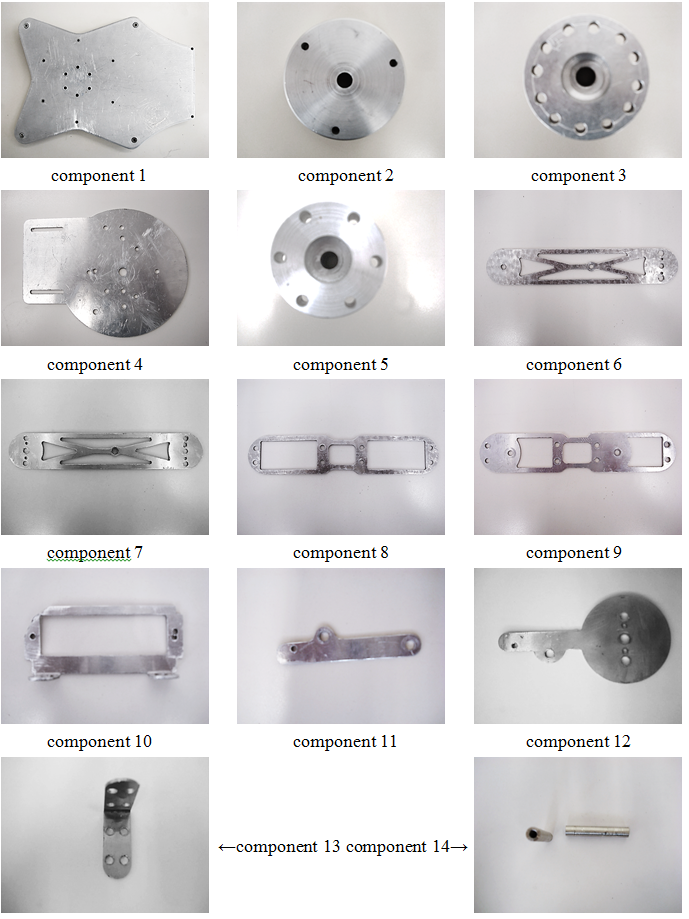 component 1
component 2
component 3
component 4
component 5
component 6
component 7
component 8
component 9
component 10
component 11
component 12
←component 13 component 14→